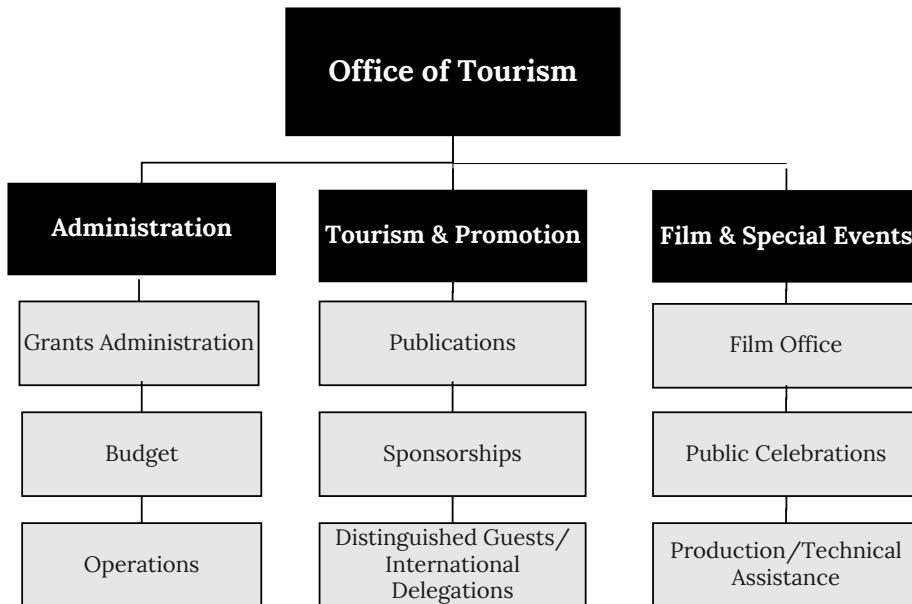 Office of Tourism
Administration
Tourism & Promotion
Film & Special Events
Grants Administration
Publications
Film Office
Budget
Sponsorships
Public Celebrations
Operations
Distinguished Guests/
International
Delegations
Production/Technical
Assistance